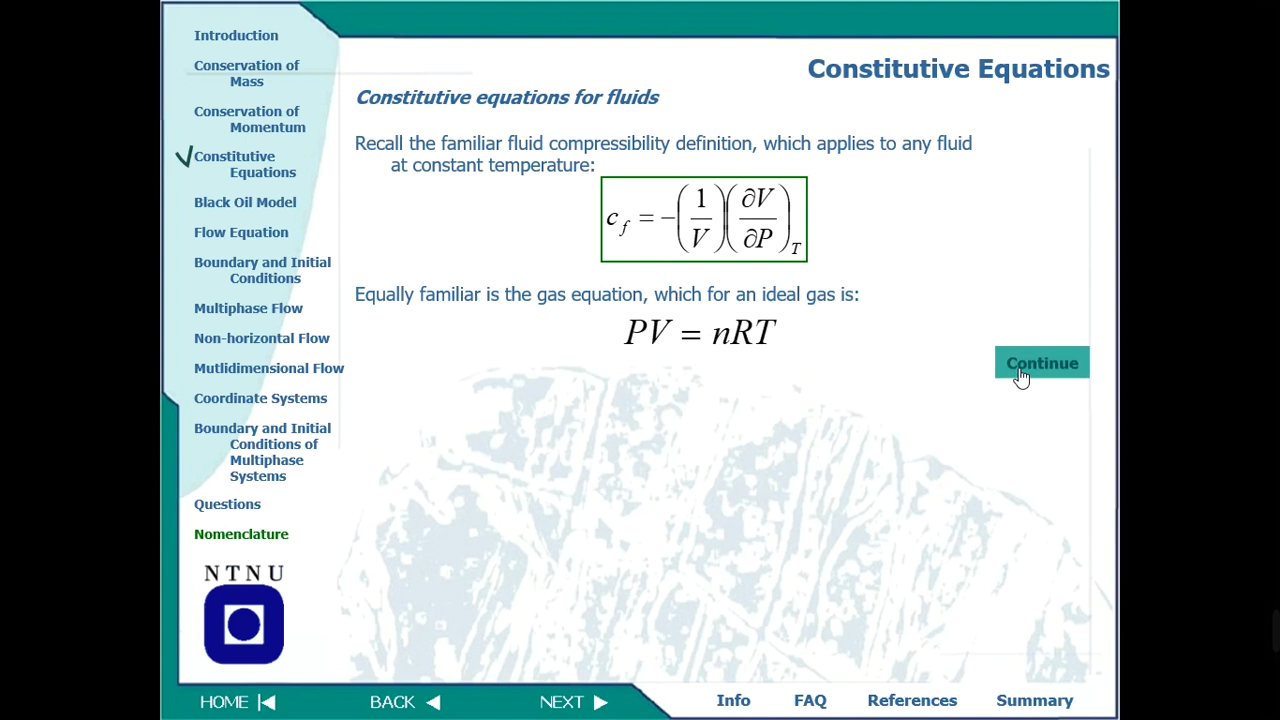 Introduction
Conservation of
Mass
Conservation of
Momentum
Constitutive
Equations
Black Oil Model
Flow Equation
Boundary and Initial
Conditions
Multiphase Flow
Non-horizontal Flow
Mutlidimensional Flow
Coordinate Systems
Boundary and Initial
Conditions of
Multiphase
Systems
Questions
Nomenclature
NTNU
Constitutive Equations
Constitutive equations for fluids
Recall the familiar fluid compressibility definition, which applies to any fluid
at constant temperature:
c_f = −(1/V)(∂V/∂P)_T
Equally familiar is the gas equation, which for an ideal gas is:
PV = nRT
Continue
HOME
BACK
NEXT
Info
FAQ
References
Summary